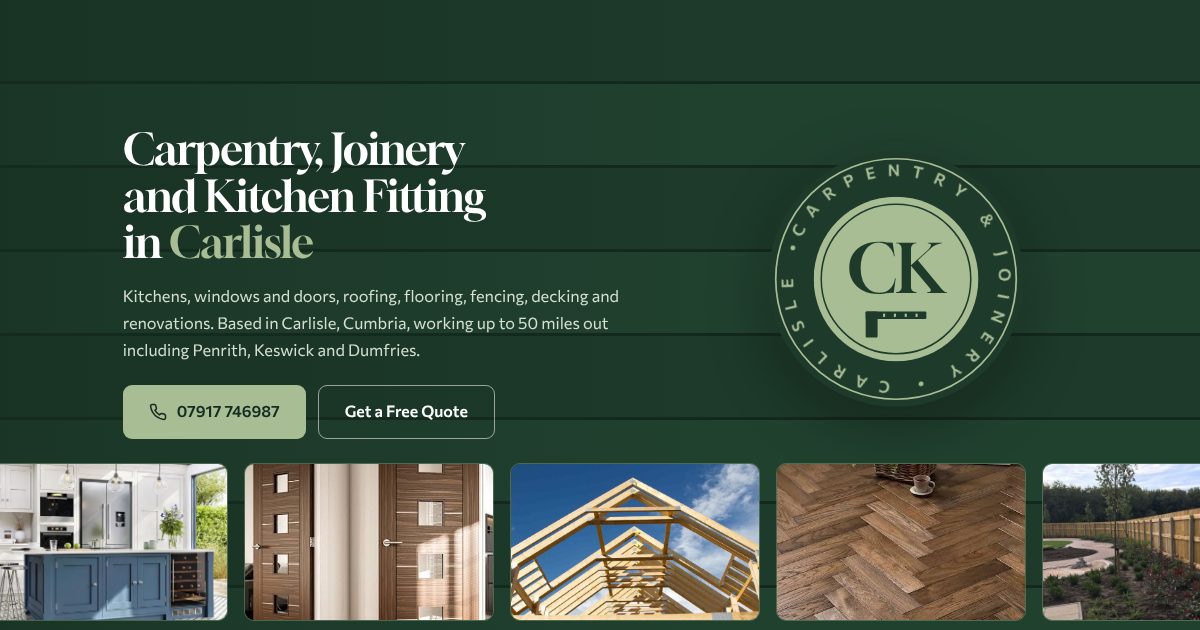 Carpentry, Joinery
and Kitchen Fitting
in Carlisle
Kitchens, windows and doors, roofing, flooring, fencing, decking and
renovations. Based in Carlisle, Cumbria, working up to 50 miles out
including Penrith, Keswick and Dumfries.
07917 746987
Get a Free Quote
CARPENTRY & JOINERY • CARLISLE •
CK